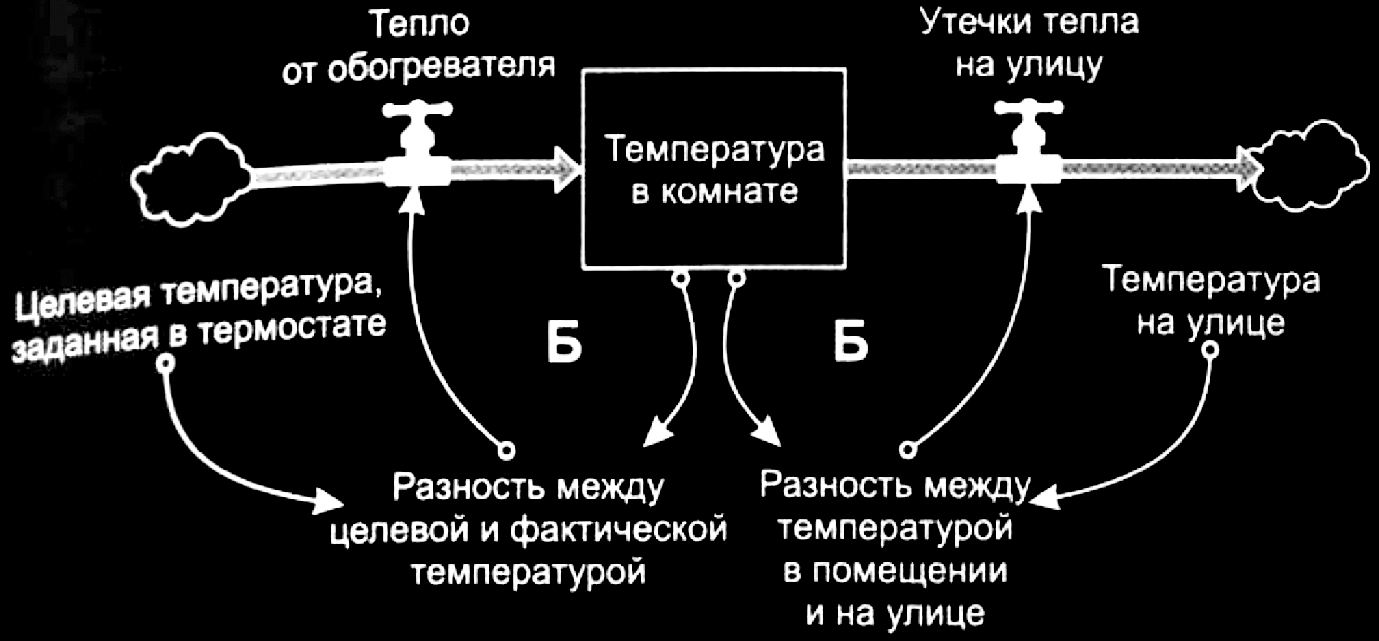 Тепло
от обогревателя
Утечки тепла
на улицу
Температура
в комнате
Целевая температура,
заданная в термостате
Б
Б
Температура
на улице
Разность между
целевой и фактической
температурой
Разность между
температурой
в помещении
и на улице